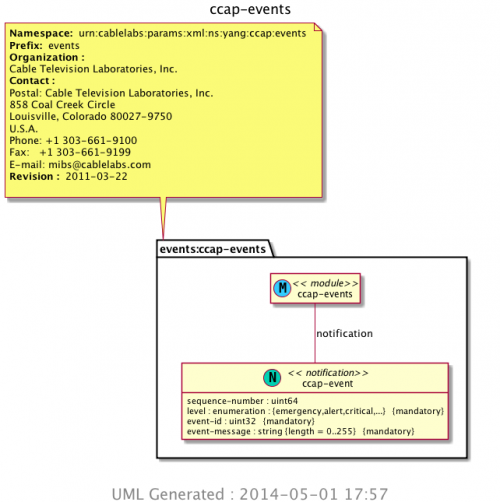 ccap-events
Namespace: urn:cablelabs:params:xml:ns:yang:ccap:events
Prefix: events
Organization :
Cable Television Laboratories, Inc.
Contact :
Postal: Cable Television Laboratories, Inc.
858 Coal Creek Circle
Louisville, Colorado 80027-9750
U.S.A.
Phone: +1 303-661-9100
Fax: +1 303-661-9199
E-mail: mibs@cablelabs.com
Revision : 2011-03-22
events:ccap-events
M
<< module>>
ccap-events
notification
N
<< notification>>
ccap-event
sequence-number : uint64
level : enumeration : {emergency,alert,critical,...} {mandatory}
event-id : uint32 {mandatory}
event-message : string {length = 0..255} {mandatory}
UML Generated : 2014-05-01 17:57